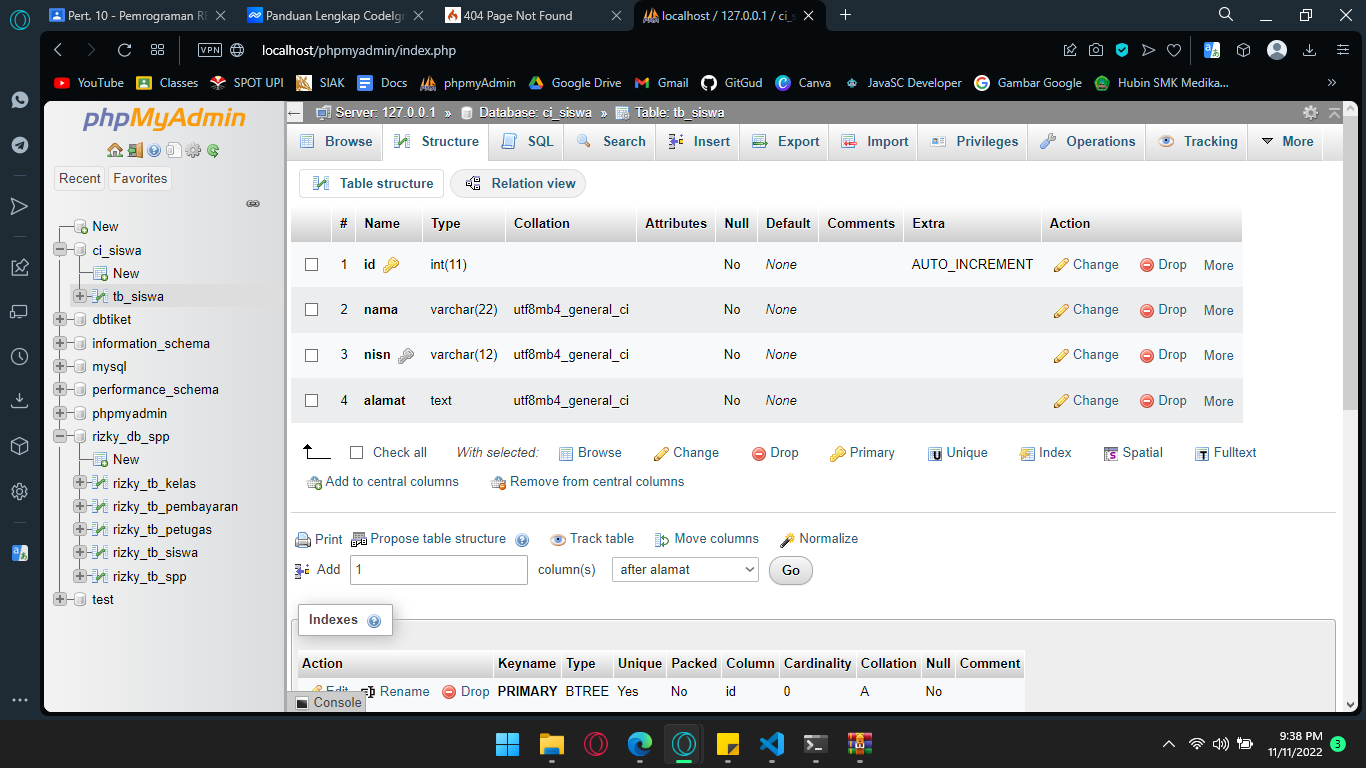 Pert. 10 - Pemrograman
Panduan Lengkap CodeIgn
404 Page Not Found
localhost / 127.0.0.1 / ci_s
VPN localhost/phpmyadmin/index.php
YouTube Classes SPOT UPI SIAK Docs phpmyAdmin Google Drive Gmail GitGud Canva JavaSC Developer Gambar Google Hubin SMK Medika... »
phpMyAdmin
Recent Favorites
New
ci_siswa
New
tb_siswa
dbtiket
information_schema
mysql
performance_schema
phpmyadmin
rizky_db_spp
New
rizky_tb_kelas
rizky_tb_pembayaran
rizky_tb_petugas
rizky_tb_siswa
rizky_tb_spp
test
Server: 127.0.0.1 » Database: ci_siswa » Table: tb_siswa
Browse Structure SQL Search Insert Export Import Privileges Operations Tracking More
Table structure Relation view
# Name Type Collation Attributes Null Default Comments Extra Action
1 id int(11) No None AUTO_INCREMENT Change Drop More
2 nama varchar(22) utf8mb4_general_ci No None Change Drop More
3 nisn varchar(12) utf8mb4_general_ci No None Change Drop More
4 alamat text utf8mb4_general_ci No None Change Drop More
Check all With selected: Browse Change Drop Primary Unique Index Spatial Fulltext
Add to central columns Remove from central columns
Print Propose table structure Track table Move columns Normalize
Add 1 column(s) after alamat Go
Indexes
Action Keyname Type Unique Packed Column Cardinality Collation Null Comment
Edit Rename Drop PRIMARY BTREE Yes No id 0 A No
Console
9:38 PM
11/11/2022
3